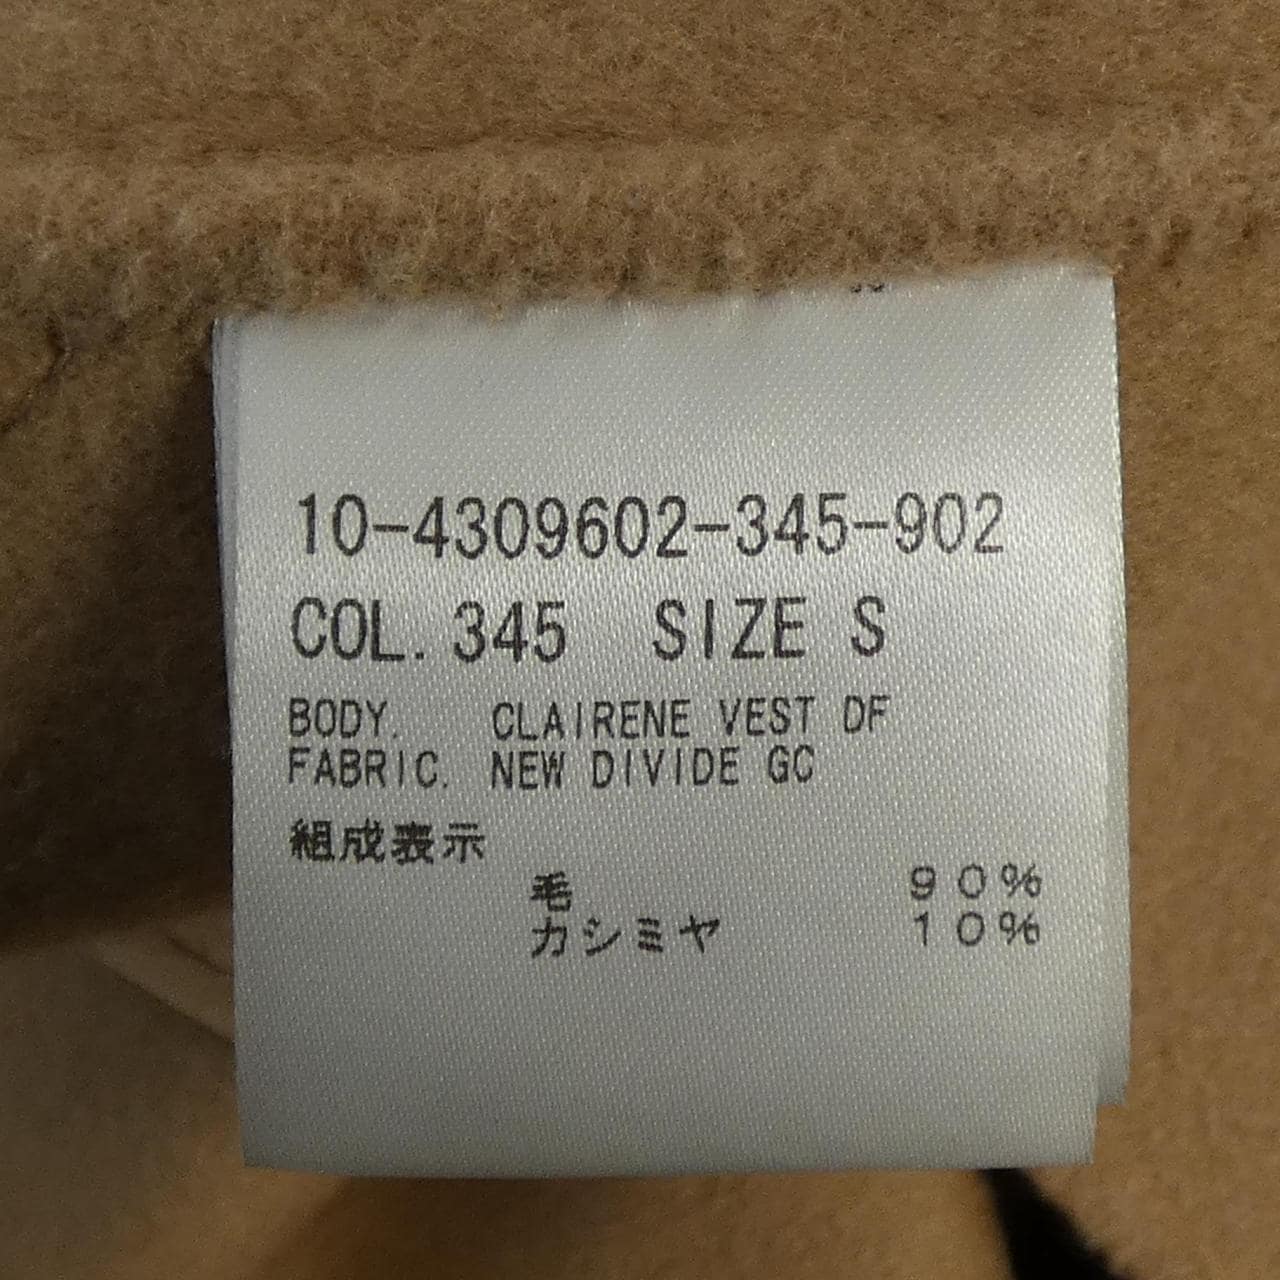 10-4309602-345-902
COL. 345 SIZE S
BODY. CLAIRENE VEST DF
FABRIC. NEW DIVIDE GC
組成表示
毛 90%
カシミヤ 10%